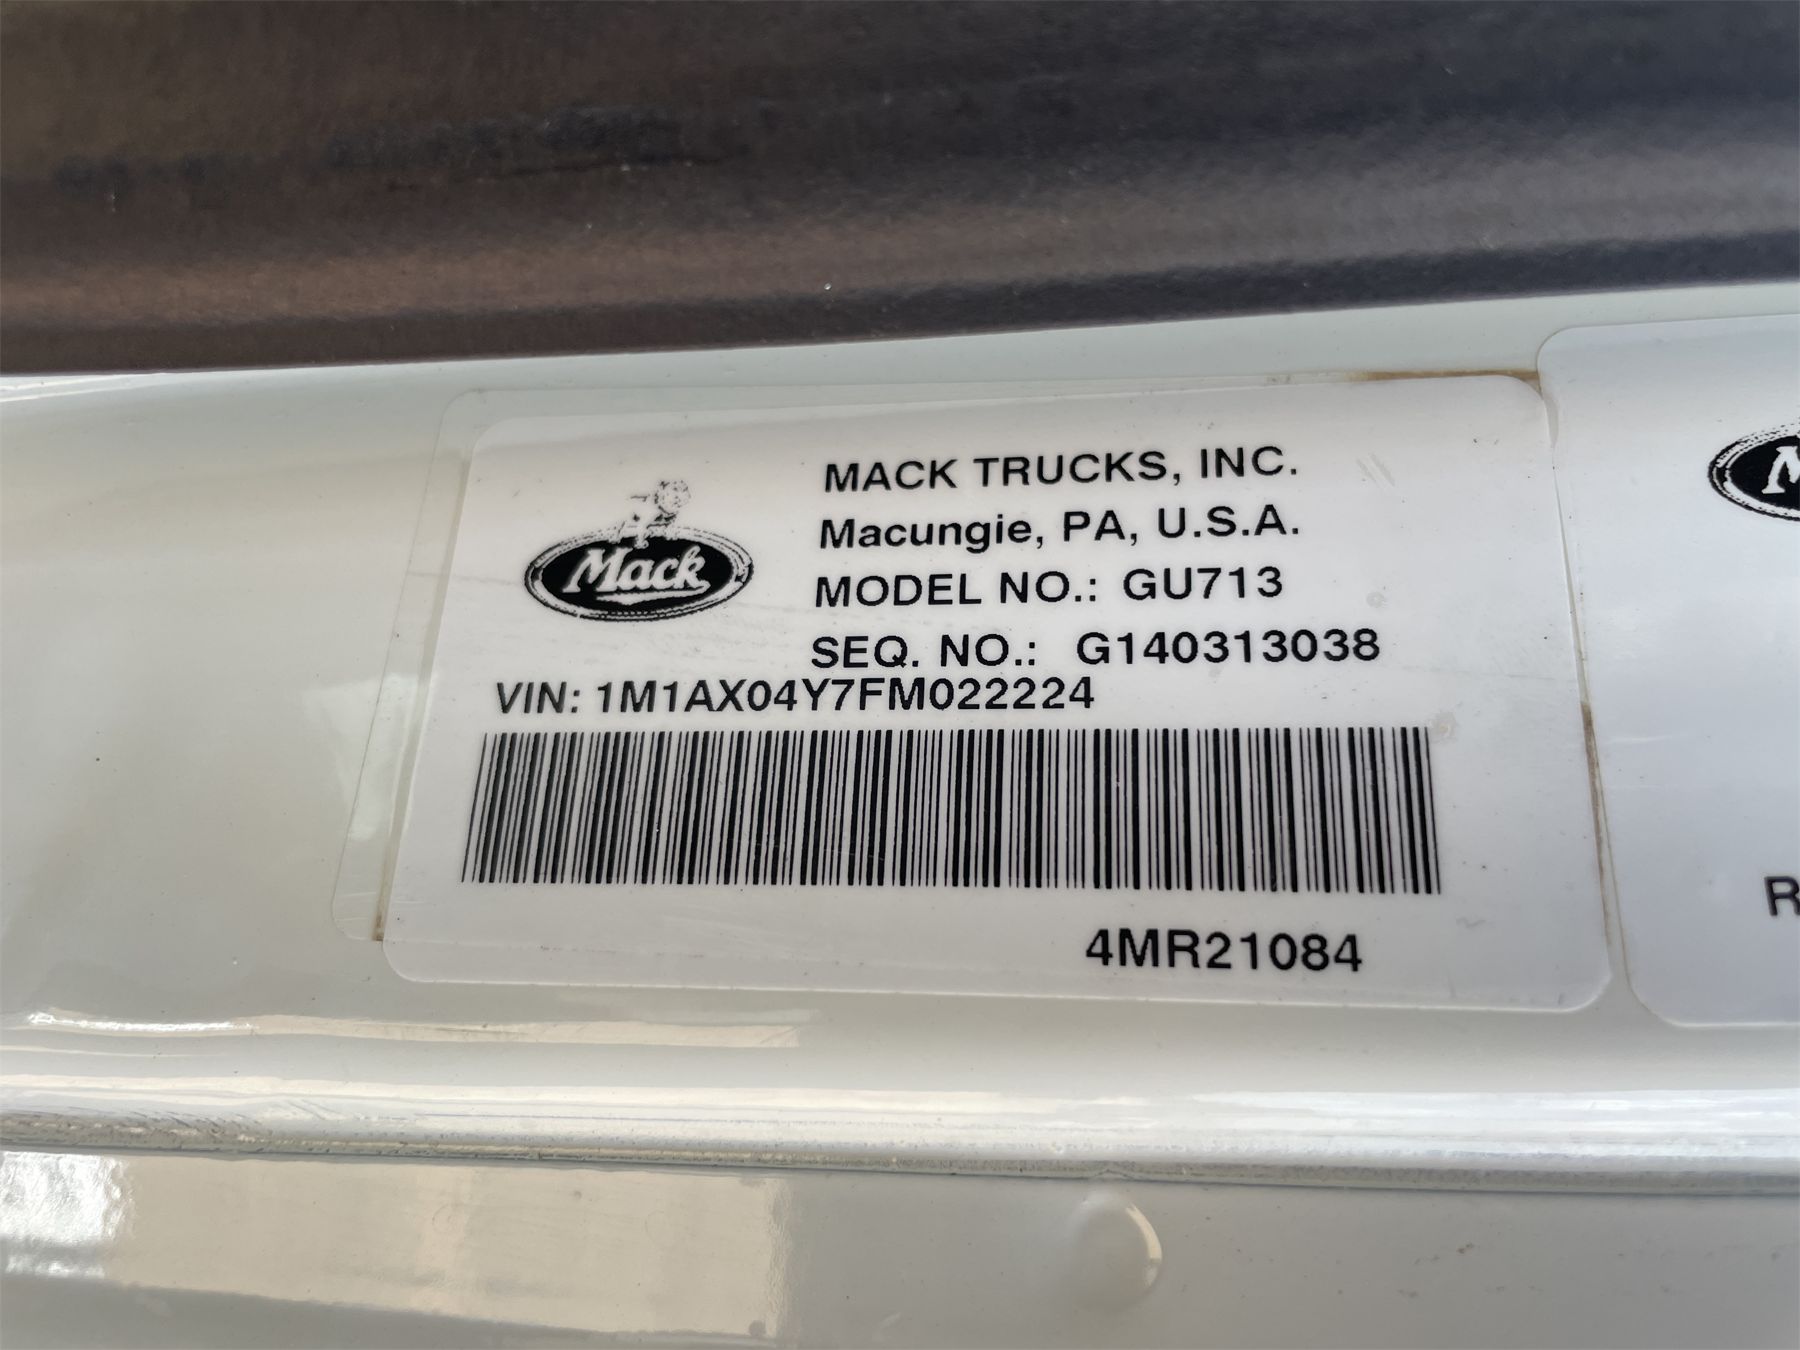 MACK TRUCKS, INC.
Macungie, PA, U.S.A.
Mack
MODEL NO.: GU713
SEQ. NO.: G140313038
VIN: 1M1AX04Y7FM022224
4MR21084
M
R